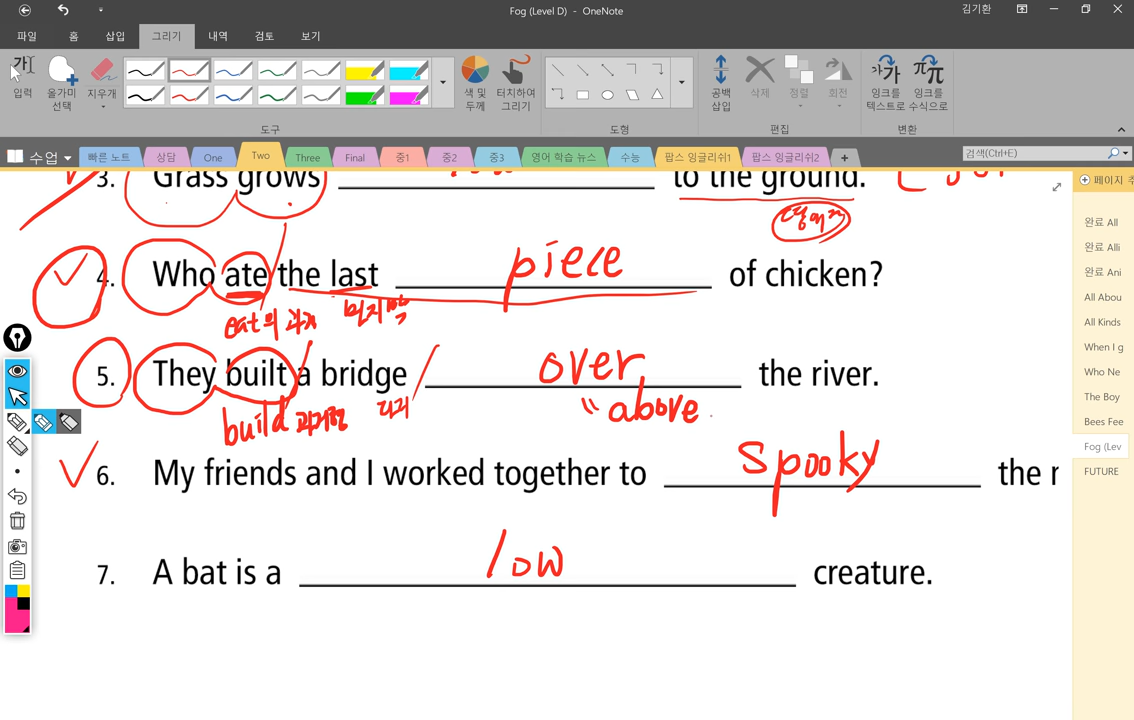 Fog (Level D) - OneNote
김기환
파일 홈 삽입 그리기 내역 검토 보기
입력
올가미 선택
지우개
색 및 두께
터치하여 그리기
공백 삽입
삭제
정렬
회전
잉크를 텍스트로
잉크를 수식으로
도구
도형
편집
변환
수업
빠른 노트 상담 One Two Three Final 중1 중2 중3 영어 학습 뉴스 수능 팝스 잉글리쉬1 팝스 잉글리쉬2
검색(Ctrl+E)
페이지 추
완료 All
완료 Alli
완료 Ani
All Abou
All Kinds
When I g
Who Ne
The Boy
Bees Fee
Fog (Lev
FUTURE
3. Grass grows low to the ground.
4. Who ate the last piece of chicken?
eat의 과거 마지막
5. They built a bridge over the river.
build 과거형 다리 above
6. My friends and I worked together to spooky the
7. A bat is a low creature.